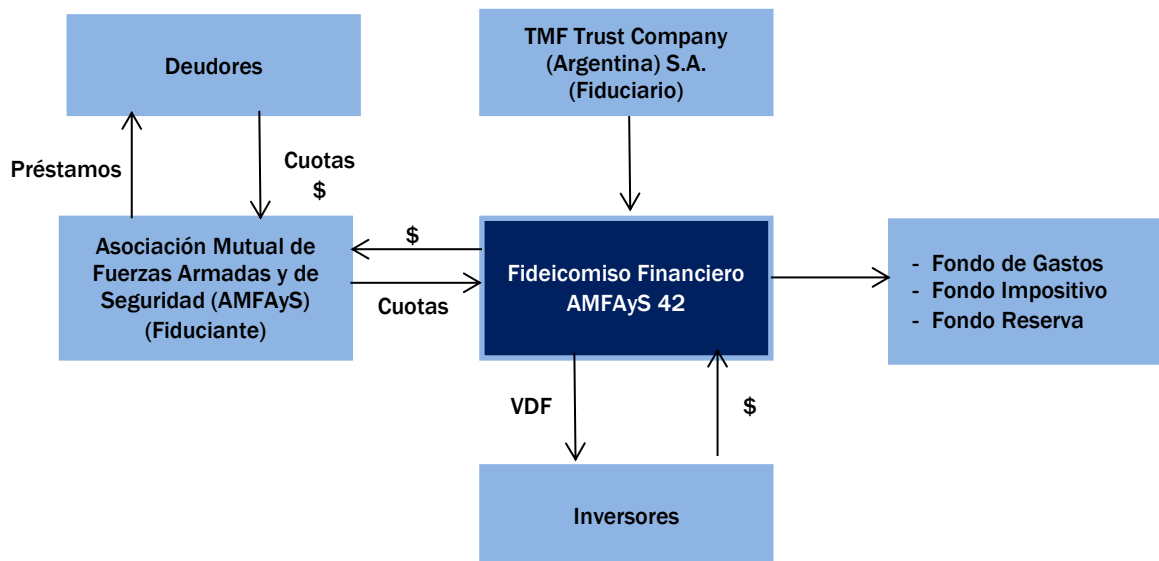 Deudores
TMF Trust Company
(Argentina) S.A.
(Fiduciario)
Préstamos
Cuotas
$
Asociación Mutual de
Fuerzas Armadas y de
Seguridad (AMFAyS)
(Fiduciante)
$
Cuotas
Fideicomiso Financiero
AMFAyS 42
- Fondo de Gastos
- Fondo Impositivo
- Fondo Reserva
VDF
$
Inversores